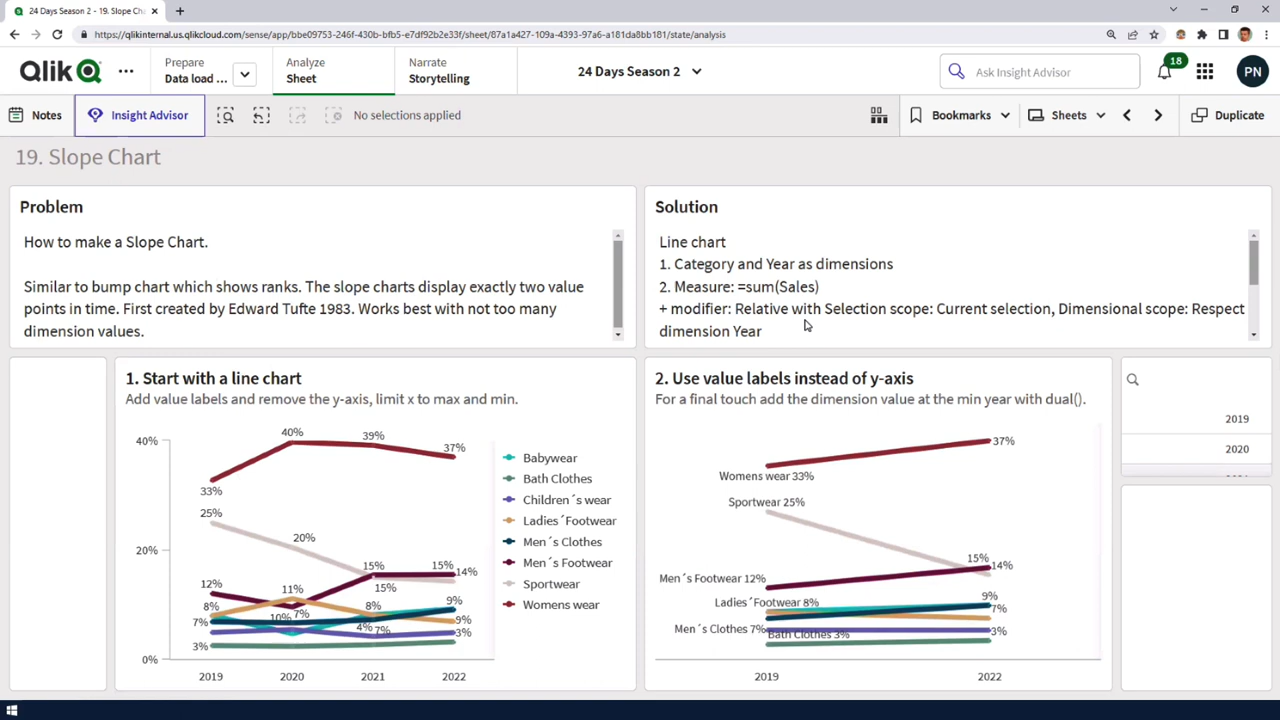 24 Days Season 2 - 19. Slope Cha
https://qlikinternal.us.qlikcloud.com/sense/app/bbe09753-246f-430b-bfb5-e7df92b2e33f/sheet/871a4a27-109a-4393-97a6-a181da8bb181/state/analysis
Qlik
Prepare
Data load ...
Analyze
Sheet
Narrate
Storytelling
24 Days Season 2
Ask Insight Advisor
18
PN
Notes
Insight Advisor
No selections applied
Bookmarks
Sheets
Duplicate
19. Slope Chart
Problem
How to make a Slope Chart.
Similar to bump chart which shows ranks. The slope charts display exactly two value
points in time. First created by Edward Tufte 1983. Works best with not too many
dimension values.
Solution
Line chart
1. Category and Year as dimensions
2. Measure: =sum(Sales)
+ modifier: Relative with Selection scope: Current selection, Dimensional scope: Respect
dimension Year
1. Start with a line chart
Add value labels and remove the y-axis, limit x to max and min.
40%
20%
0%
40%
39%
37%
33%
25%
20%
15%
15%
14%
15%
12%
11%
8%
8%
9%
10%
7%
7%
4%
7%
9%
3%
3%
2019
2020
2021
2022
Babywear
Bath Clothes
Children´s wear
Ladies´Footwear
Men´s Clothes
Men´s Footwear
Sportwear
Womens wear
2. Use value labels instead of y-axis
For a final touch add the dimension value at the min year with dual().
37%
Womens wear 33%
Sportwear 25%
15%
14%
Men´s Footwear 12%
9%
Ladies´Footwear 8%
7%
Men´s Clothes 7%
Bath Clothes 3%
3%
2019
2022
2019
2020